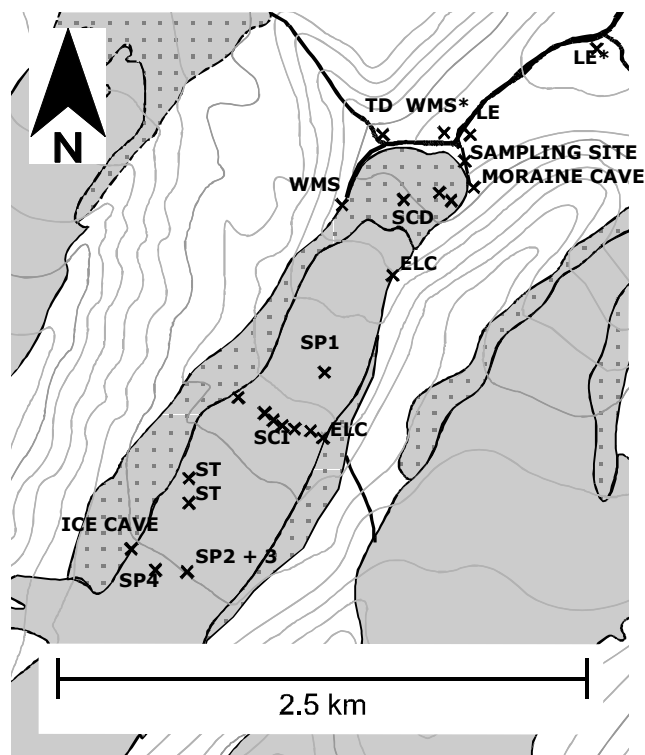 LE*
TD WMS* LE
N
SAMPLING SITE
MORAINE CAVE
WMS
SCD
ELC
SP1
SCI
ELC
ST
ST
ICE CAVE
SP2 + 3
SP4
2.5 km